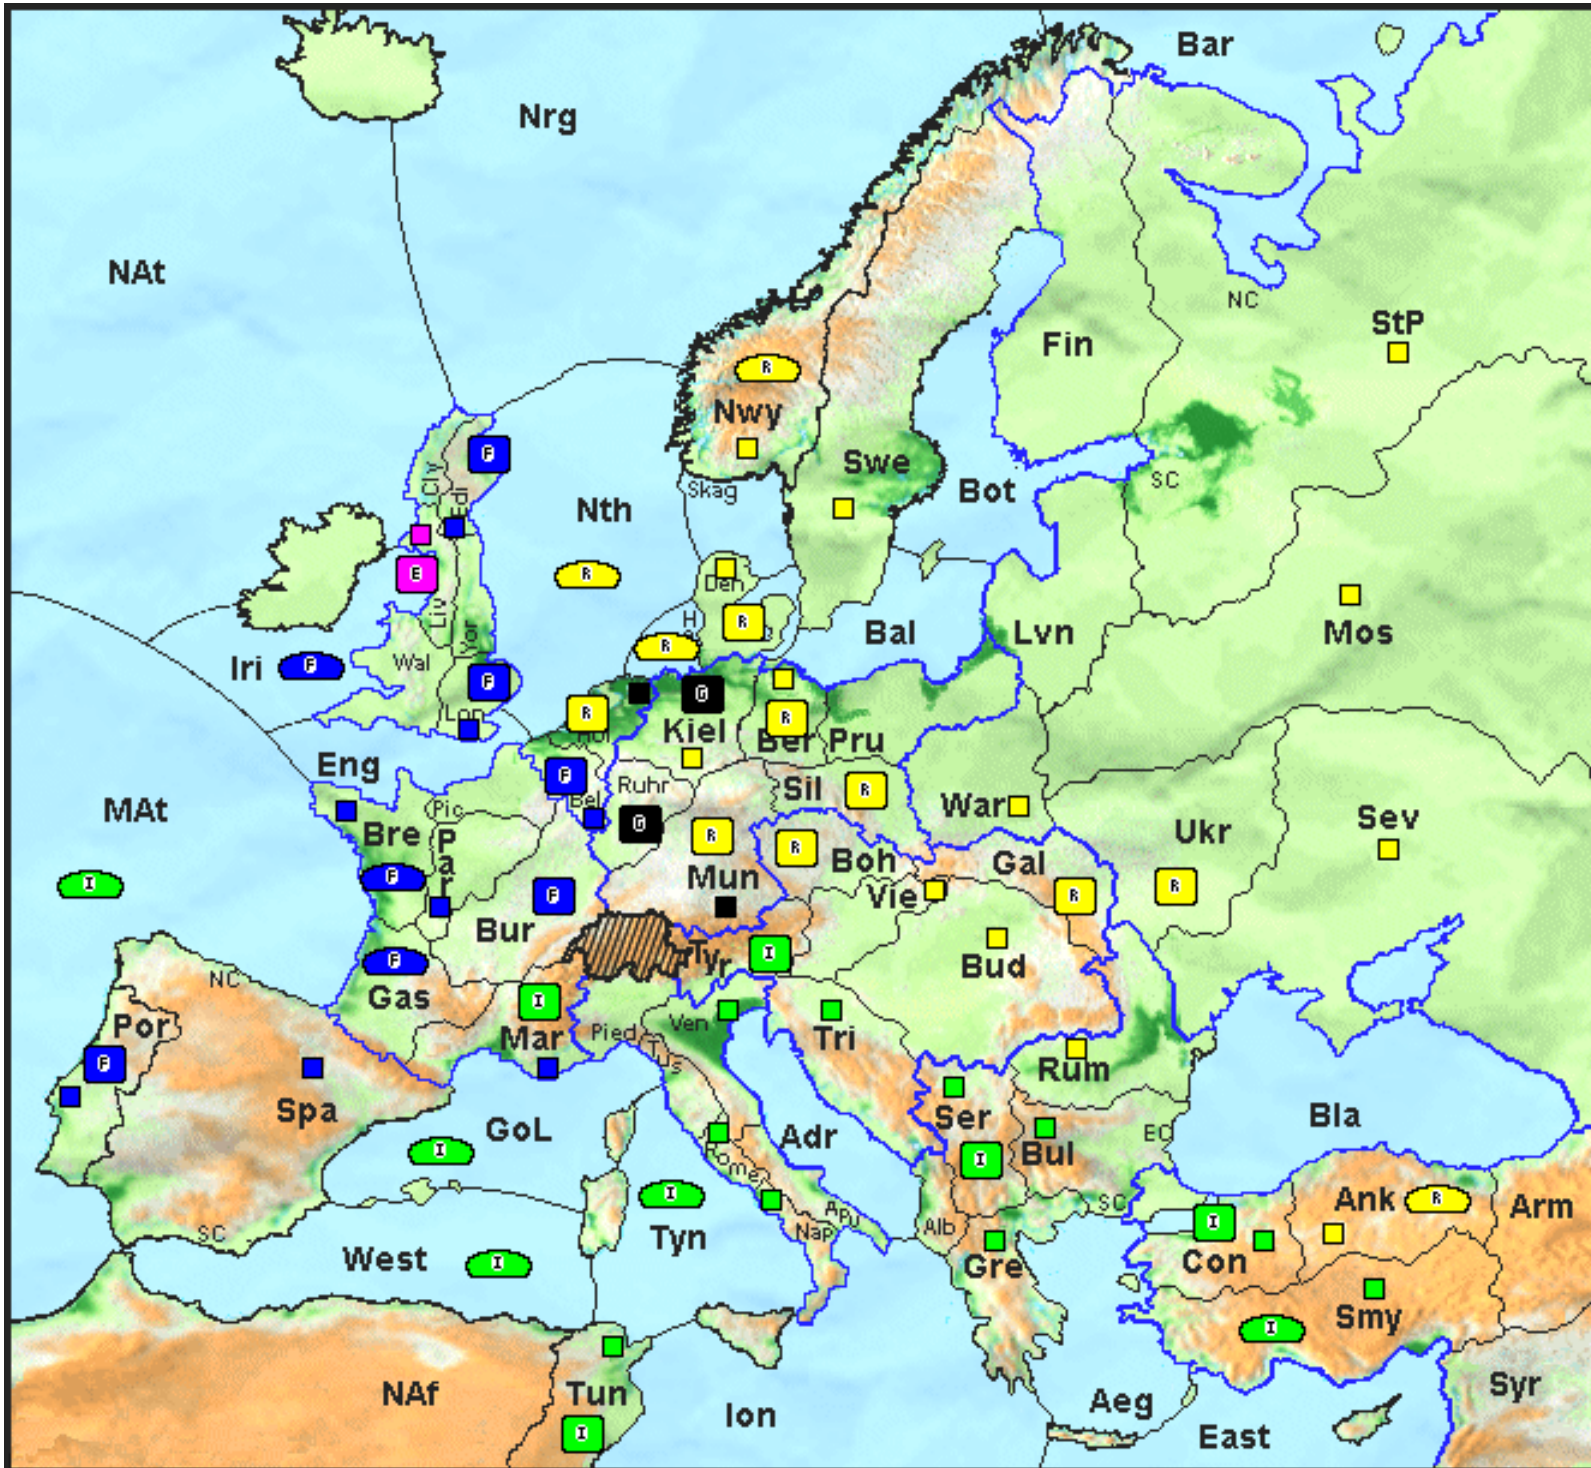 Bar
Nrg
NAt
NC
StP
Fin
R
Nwy
F
Swe
SC
Cly
Edi
Skag
Bot
Nth
R
Den
E
R
H
Liv
Yor
Bal
Lvn
Mos
Iri
F
Wal
R
F
G
R
R
Lon
Hol
Kiel
Ber
Pru
Eng
F
Ruhr
Sil
R
War
MAt
Pic
Bel
Bre
Par
G
R
R
Boh
Gal
Ukr
Sev
I
F
F
Mun
Vie
R
R
Bur
F
Tyr
I
Bud
NC
Gas
I
Por
Mar
Pied
Ven
Tri
Tus
F
Rum
Spa
Ser
GoL
Adr
Bul
EC
Bla
I
Rome
I
I
Ank
R
Arm
SC
Apu
SC
I
West
I
Tyn
Nap
Alb
Gre
Con
Smy
I
NAf
Tun
Ion
Aeg
Syr
I
East